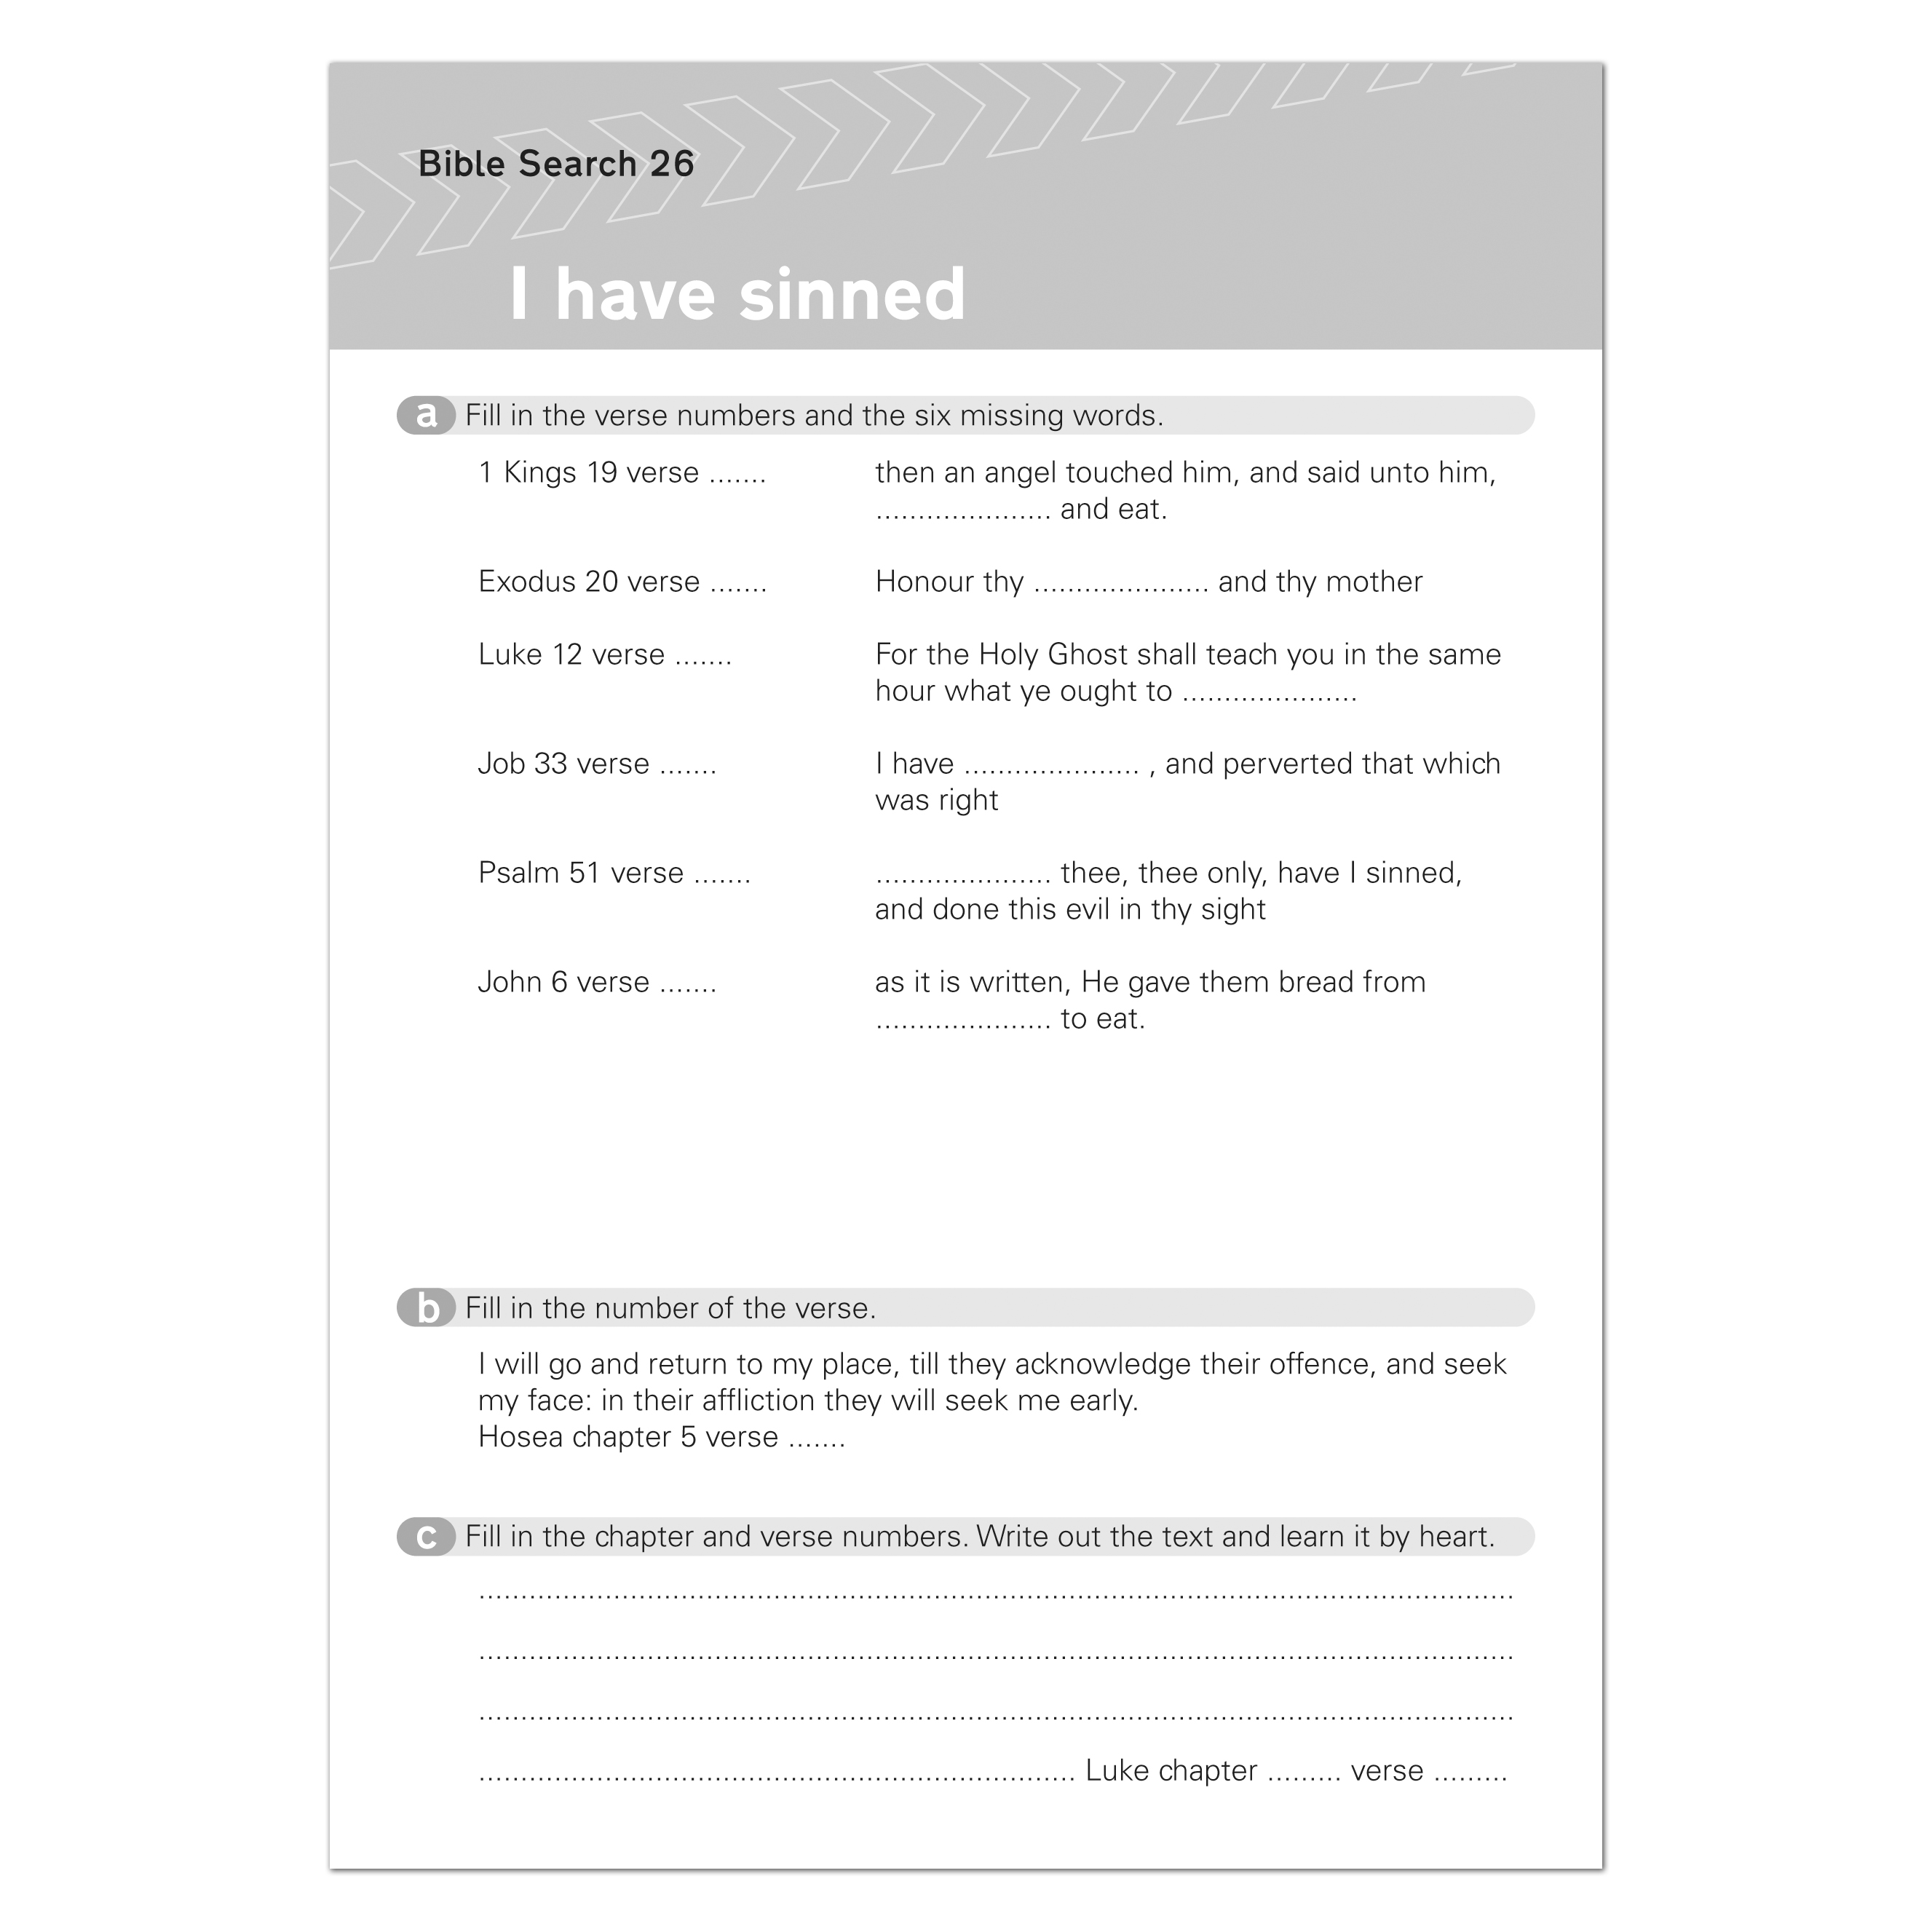 Bible Search 26
I have sinned
a Fill in the verse numbers and the six missing words.
1 Kings 19 verse ....... then an angel touched him, and said unto him,
..................... and eat.
Exodus 20 verse ....... Honour thy ..................... and thy mother
Luke 12 verse ....... For the Holy Ghost shall teach you in the same
hour what ye ought to .....................
Job 33 verse ....... I have ..................... , and perverted that which
was right
Psalm 51 verse ....... ..................... thee, thee only, have I sinned,
and done this evil in thy sight
John 6 verse ....... as it is written, He gave them bread from
..................... to eat.
b Fill in the number of the verse.
I will go and return to my place, till they acknowledge their offence, and seek
my face: in their affliction they will seek me early.
Hosea chapter 5 verse .......
c Fill in the chapter and verse numbers. Write out the text and learn it by heart.
............................................................................................................................
............................................................................................................................
............................................................................................................................
....................................................................... Luke chapter ......... verse .........